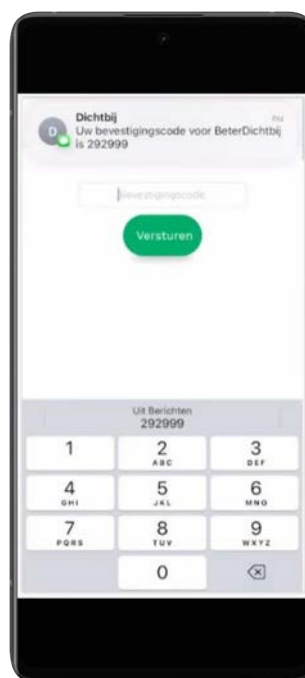 D
Dichtbij
nu
Uw bevestigingscode voor BeterDichtbij
is 292999
Bevestigingscode
Versturen
Uit Berichten
292999
1
2
3
ABC
DEF
4
5
6
GHI
JKL
MNO
7
8
9
PQRS
TUV
WXYZ
0